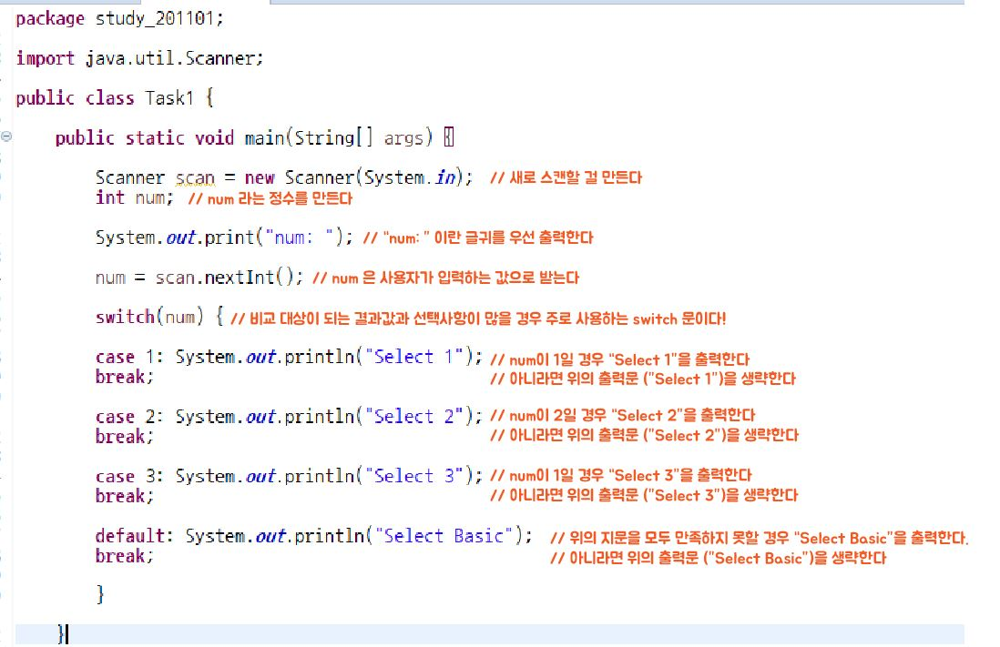 package study_201101;
import java.util.Scanner;
public class Task1 {
public static void main(String[] args) {
Scanner scan = new Scanner(System.in); // 새로 스캔할 걸 만든다
int num; // num 라는 정수를 만든다
System.out.print("num: "); // "num: " 이란 글귀를 우선 출력한다
num = scan.nextInt(); // num 은 사용자가 입력하는 값으로 받는다
switch(num) { // 비교 대상이 되는 결과값과 선택사항이 많을 경우 주로 사용하는 switch 문이다!
case 1: System.out.println("Select 1"); // num이 1일 경우 "Select 1"을 출력한다
break; // 아니라면 위의 출력문 ("Select 1")을 생략한다
case 2: System.out.println("Select 2"); // num이 2일 경우 "Select 2"을 출력한다
break; // 아니라면 위의 출력문 ("Select 2")을 생략한다
case 3: System.out.println("Select 3"); // num이 1일 경우 "Select 3"을 출력한다
break; // 아니라면 위의 출력문 ("Select 3")을 생략한다
default: System.out.println("Select Basic"); // 위의 지문을 모두 만족하지 못할 경우 "Select Basic"을 출력한다.
break; // 아니라면 위의 출력문 ("Select Basic")을 생략한다
}
}